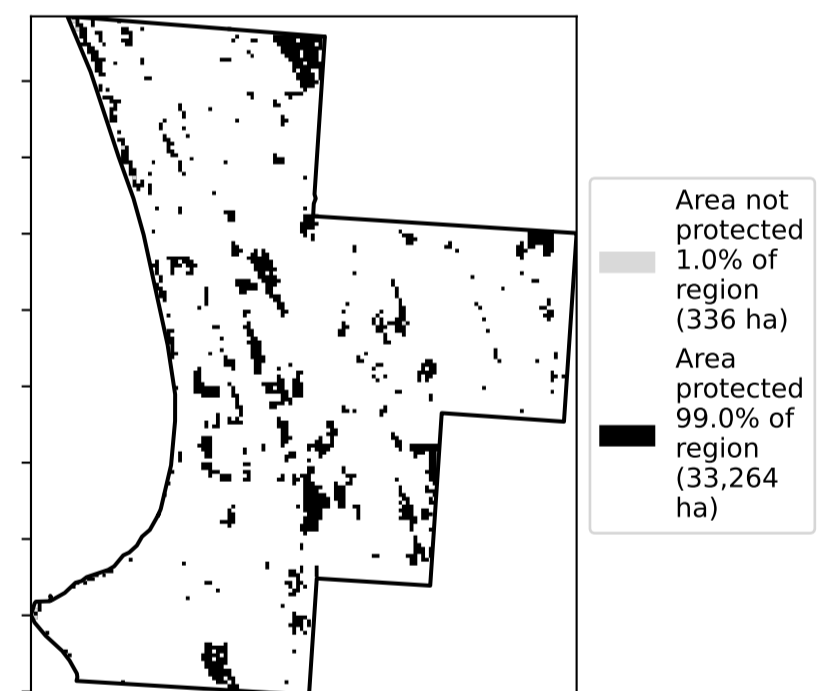 Area not
protected
1.0% of
region
(336 ha)
Area
protected
99.0% of
region
(33,264
ha)